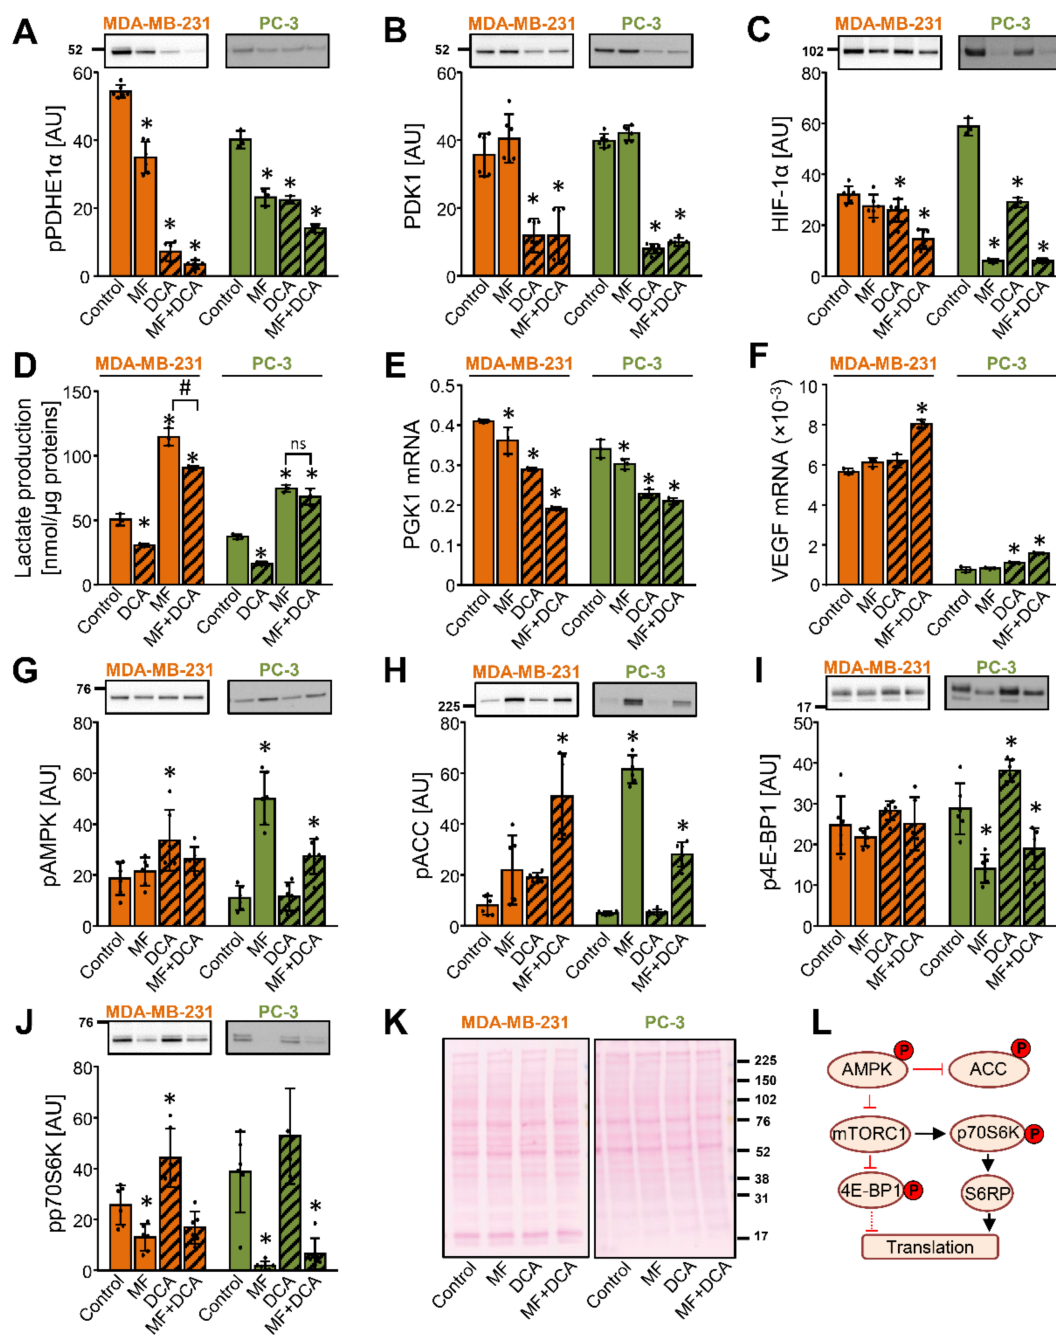 A
MDA-MB-231
PC-3
52
pPDHE1α [AU]
60
40
20
0
Control
MF
DCA
MF+DCA
Control
MF
DCA
MF+DCA
* * * * * *
B
MDA-MB-231
PC-3
52
PDK1 [AU]
60
40
20
0
Control
MF
DCA
MF+DCA
Control
MF
DCA
MF+DCA
* * * *
C
MDA-MB-231
PC-3
102
HIF-1α [AU]
80
60
40
20
0
Control
MF
DCA
MF+DCA
Control
MF
DCA
MF+DCA
* * * * *
D
MDA-MB-231
PC-3
Lactate production
[nmol/µg proteins]
150
100
50
0
#
ns
* * * * * *
Control
DCA
MF
MF+DCA
Control
DCA
MF
MF+DCA
E
MDA-MB-231
PC-3
PGK1 mRNA
0.5
0.4
0.3
0.2
0.1
0
* * * * * *
Control
MF
DCA
MF+DCA
Control
MF
DCA
MF+DCA
F
MDA-MB-231
PC-3
VEGF mRNA (×10⁻³)
10
8
6
4
2
0
* * *
Control
MF
DCA
MF+DCA
Control
MF
DCA
MF+DCA
G
MDA-MB-231
PC-3
76
pAMPK [AU]
80
60
40
20
0
* * *
Control
MF
DCA
MF+DCA
Control
MF
DCA
MF+DCA
H
MDA-MB-231
PC-3
225
pACC [AU]
80
60
40
20
0
* * *
Control
MF
DCA
MF+DCA
Control
MF
DCA
MF+DCA
I
MDA-MB-231
PC-3
17
p4E-BP1 [AU]
50
40
30
20
10
0
* * *
Control
MF
DCA
MF+DCA
Control
MF
DCA
MF+DCA
J
MDA-MB-231
PC-3
76
pp70S6K [AU]
80
60
40
20
0
* * * *
Control
MF
DCA
MF+DCA
Control
MF
DCA
MF+DCA
K
MDA-MB-231
PC-3
225
150
102
76
52
38
31
17
Control
MF
DCA
MF+DCA
Control
MF
DCA
MF+DCA
L
AMPK
P
ACC
P
mTORC1
p70S6K
P
4E-BP1
P
S6RP
Translation